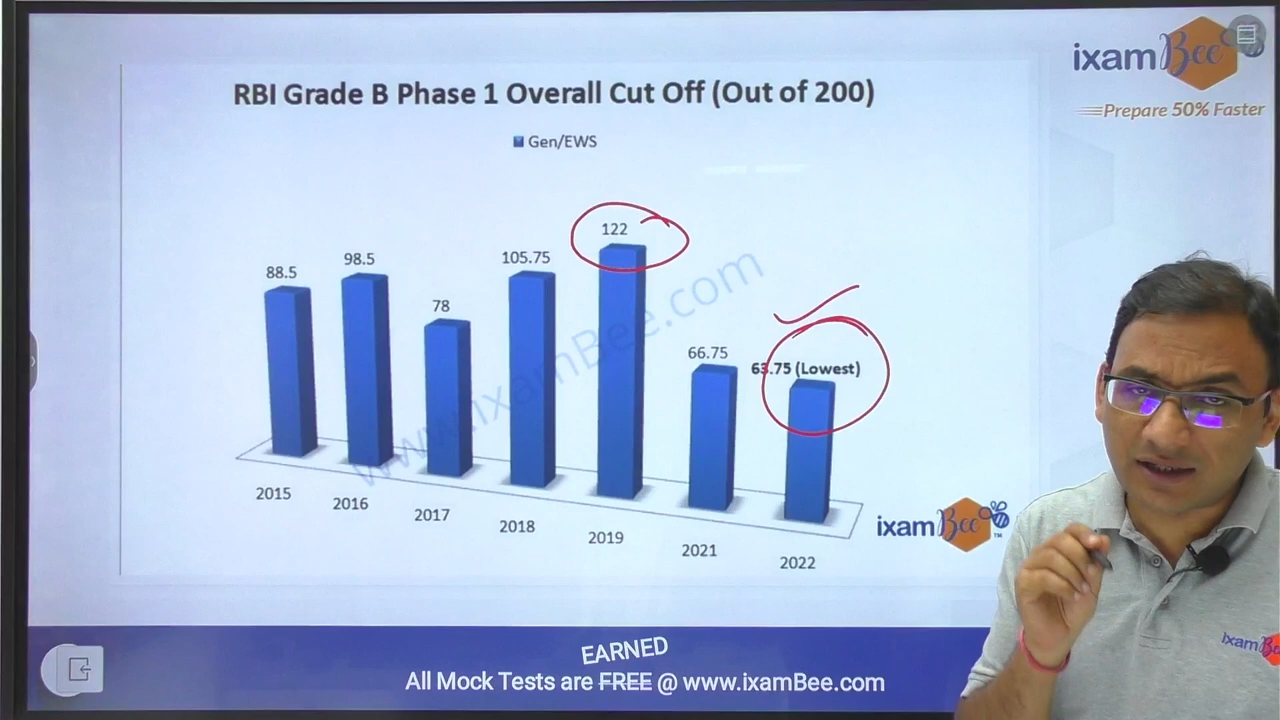 ixamBee
Prepare 50% Faster
RBI Grade B Phase 1 Overall Cut Off (Out of 200)
Gen/EWS
122
98.5
105.75
88.5
78
66.75
63.75 (Lowest)
www.ixamBee.com
2015
2016
2017
2018
2019
2021
2022
ixamBee™
EARNED
All Mock Tests are FREE @ www.ixamBee.com
ixamBe